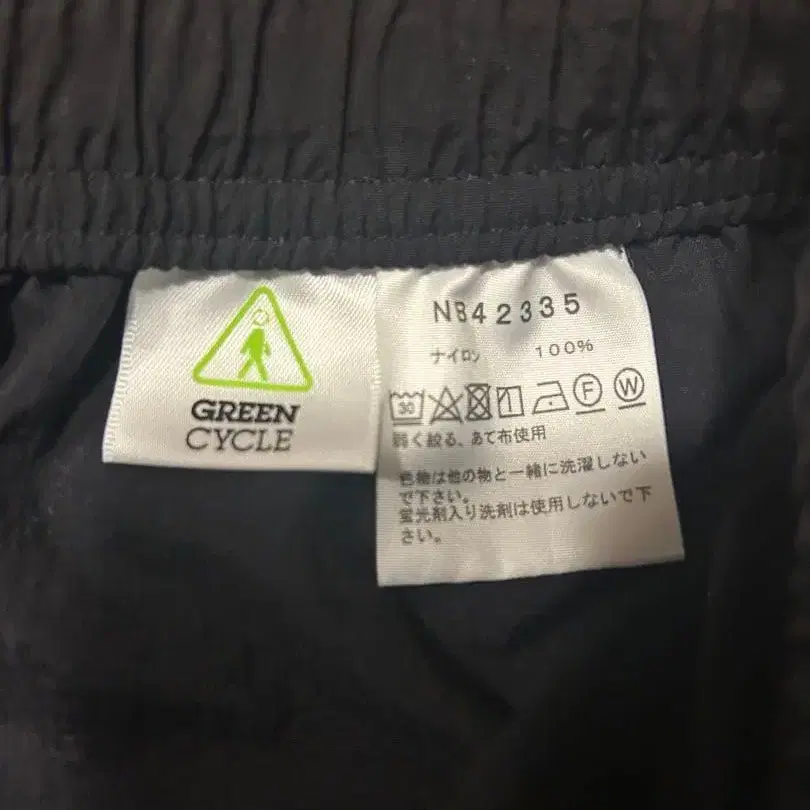 GREEN
CYCLE
NB42335
ナイロン 100%
30 F W
弱く絞る、あて布使用
色物は他の物と一緒に洗濯しない
で下さい。
蛍光剤入り洗剤は使用しないで下
さい。